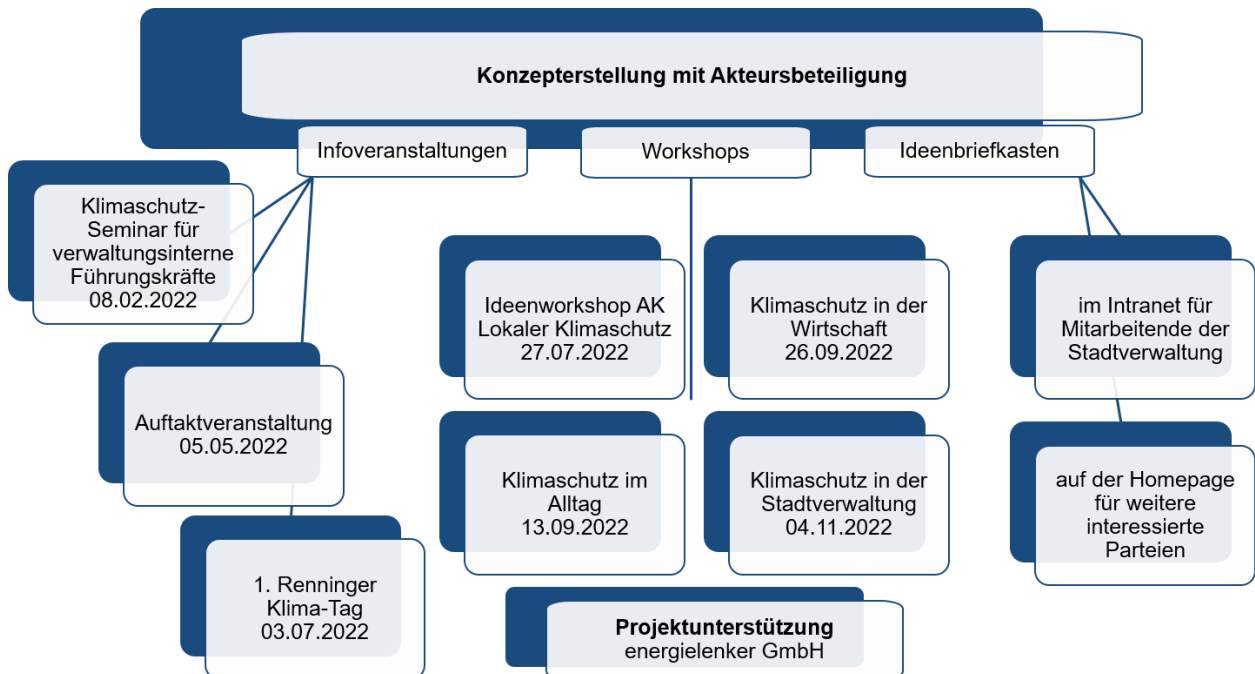 Konzepterstellung mit Akteursbeteiligung
Infoveranstaltungen
Workshops
Ideenbriefkasten
Klimaschutz-
Seminar für
verwaltungsinterne
Führungskräfte
08.02.2022
Auftaktveranstaltung
05.05.2022
1. Renninger
Klima-Tag
03.07.2022
Ideenworkshop AK
Lokaler Klimaschutz
27.07.2022
Klimaschutz in der
Wirtschaft
26.09.2022
Klimaschutz im
Alltag
13.09.2022
Klimaschutz in der
Stadtverwaltung
04.11.2022
im Intranet für
Mitarbeitende der
Stadtverwaltung
auf der Homepage
für weitere
interessierte
Parteien
Projektunterstützung
energielenker GmbH